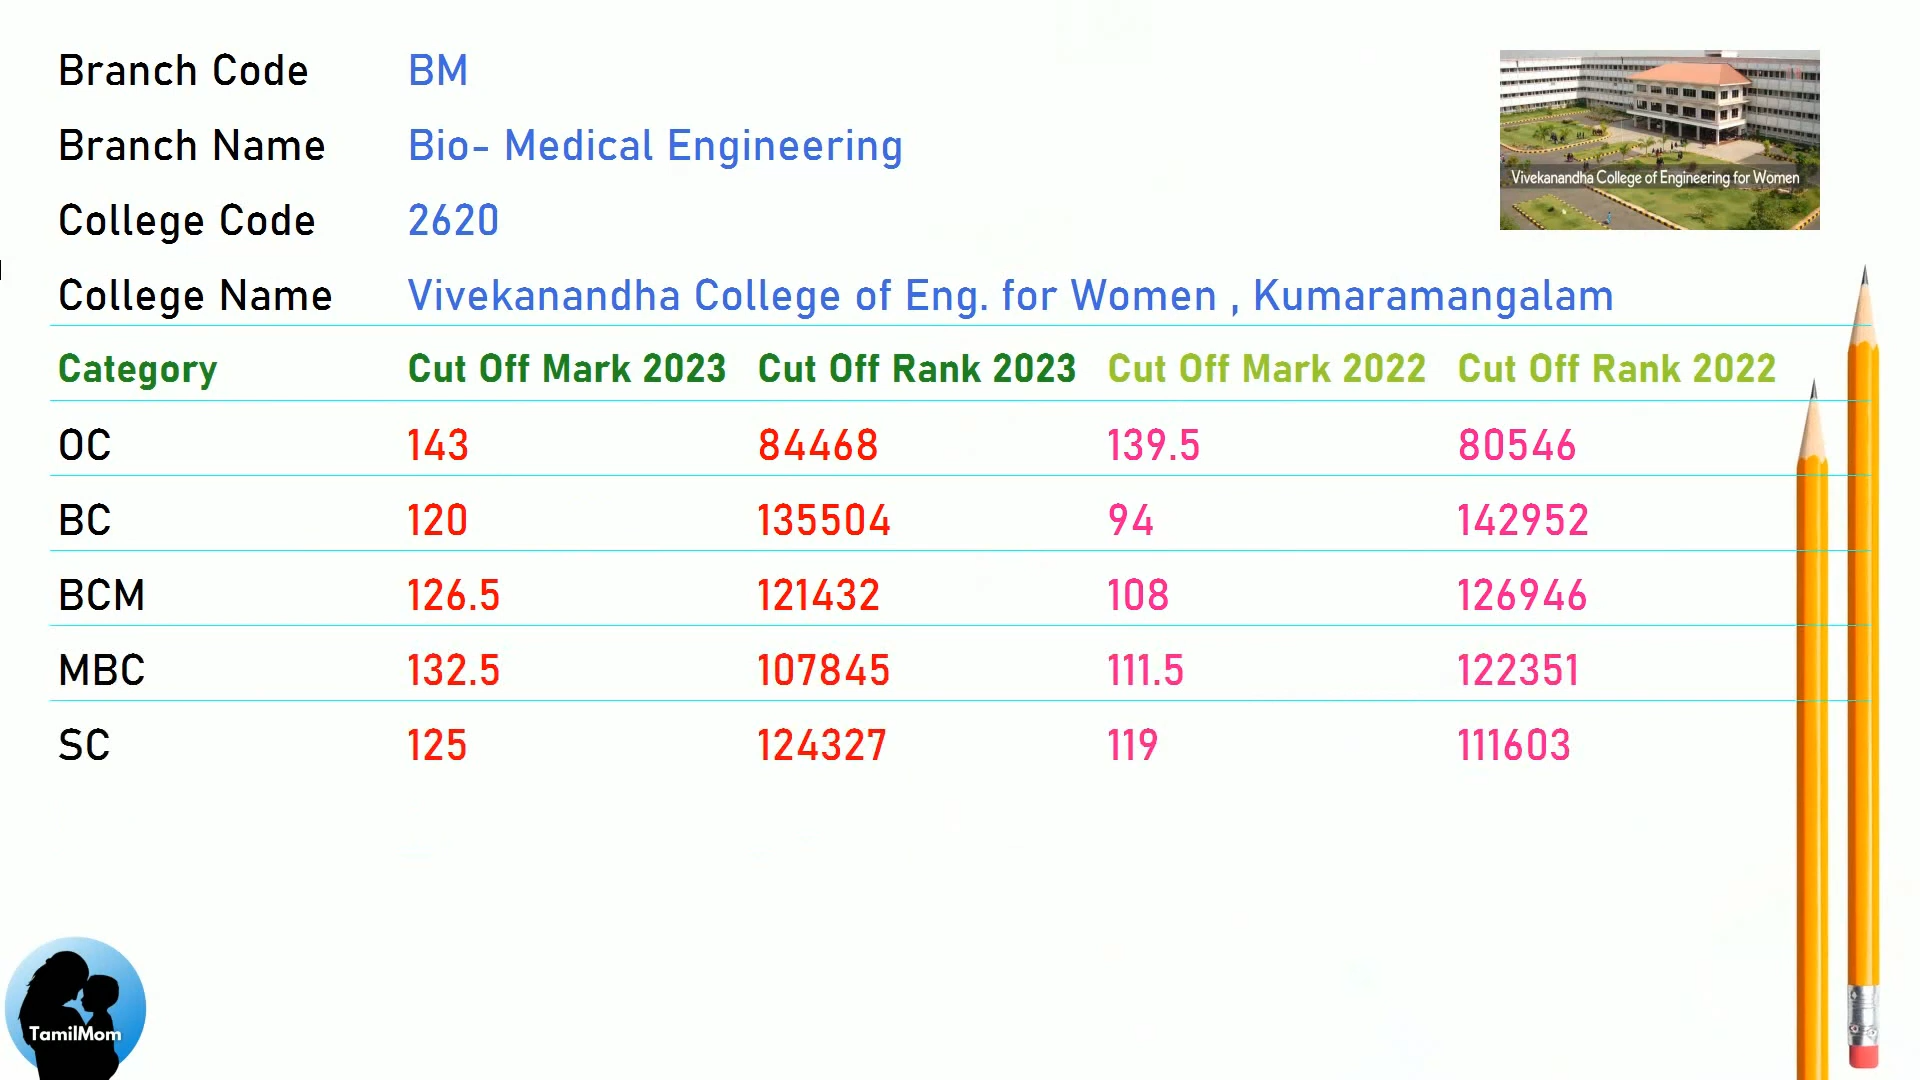 Branch Code BM
Branch Name Bio- Medical Engineering
College Code 2620
Vivekanandha College of Engineering for Women
College Name Vivekanandha College of Eng. for Women , Kumaramangalam
Category Cut Off Mark 2023 Cut Off Rank 2023 Cut Off Mark 2022 Cut Off Rank 2022
OC 143 84468 139.5 80546
BC 120 135504 94 142952
BCM 126.5 121432 108 126946
MBC 132.5 107845 111.5 122351
SC 125 124327 119 111603
TamilMom